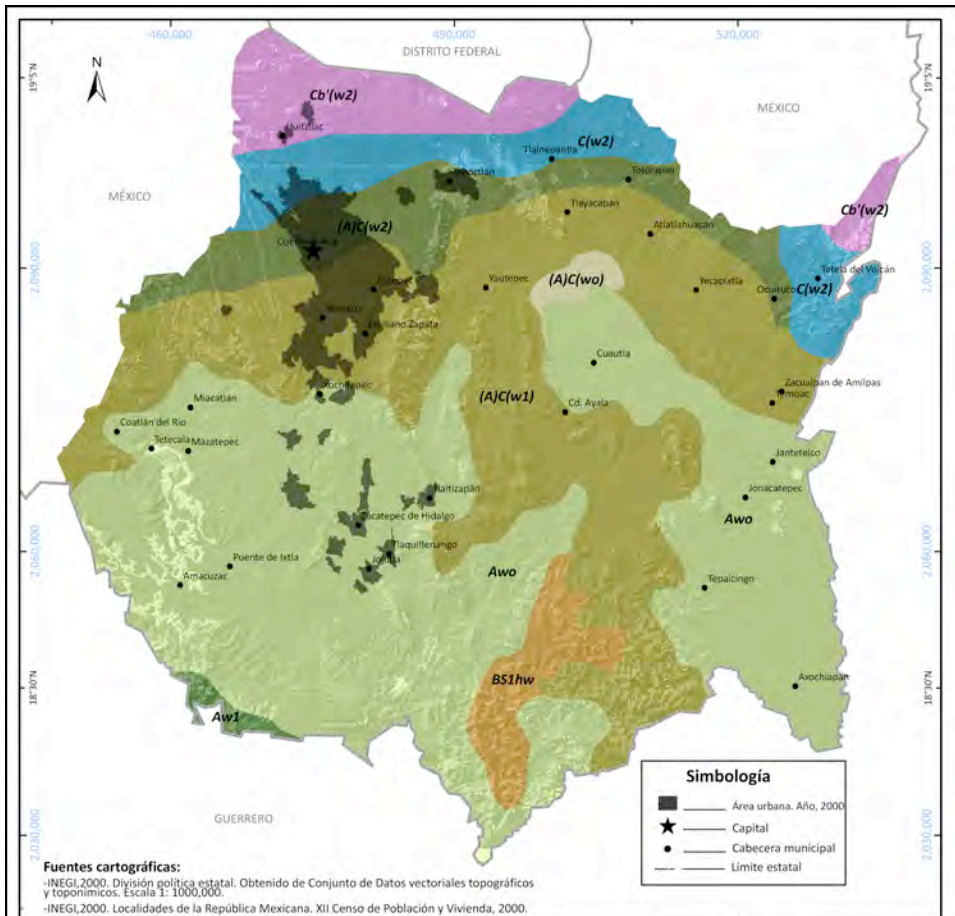 460,000
490,000
520,000
DISTRITO FEDERAL
N
19°5'N
19°5'N
Cb'(w2)
MÉXICO
Huitzilac
C(w2)
Tlalnepantla
Totolapan
MÉXICO
Tepoztlán
Tlayacapan
(A)C(w2)
Atlatlahuacan
Cb'(w2)
2,090,000
2,090,000
Tetela del Volcán
(A)C(wo)
Yautepec
Yecapixtla
Ocuituco
C(w2)
Jiutepec
Emiliano Zapata
Cuautla
Zacualpan de Amilpas
Xochitepec
(A)C(w1)
Temoac
Miacatlán
Cd. Ayala
Coatlán del Río
Tetecala
Mazatepec
Jantetelco
Jonacatepec
Tlaltizapán
Awo
Zacatepec de Hidalgo
Tlaquiltenango
2,060,000
2,060,000
Puente de Ixtla
Jojutla
Awo
Amacuzac
Tepalcingo
BS1hw
18°30'N
18°30'N
Axochiapán
Aw1
Simbología
Área urbana. Año, 2000
Capital
Cabecera municipal
Límite estatal
GUERRERO
2,030,000
2,030,000
Fuentes cartográficas:
-INEGI,2000. División política estatal. Obtenido de Conjunto de Datos vectoriales topográficos
y toponímicos. Escala 1: 1000,000.
-INEGI,2000. Localidades de la República Mexicana. XII Censo de Población y Vivienda, 2000.